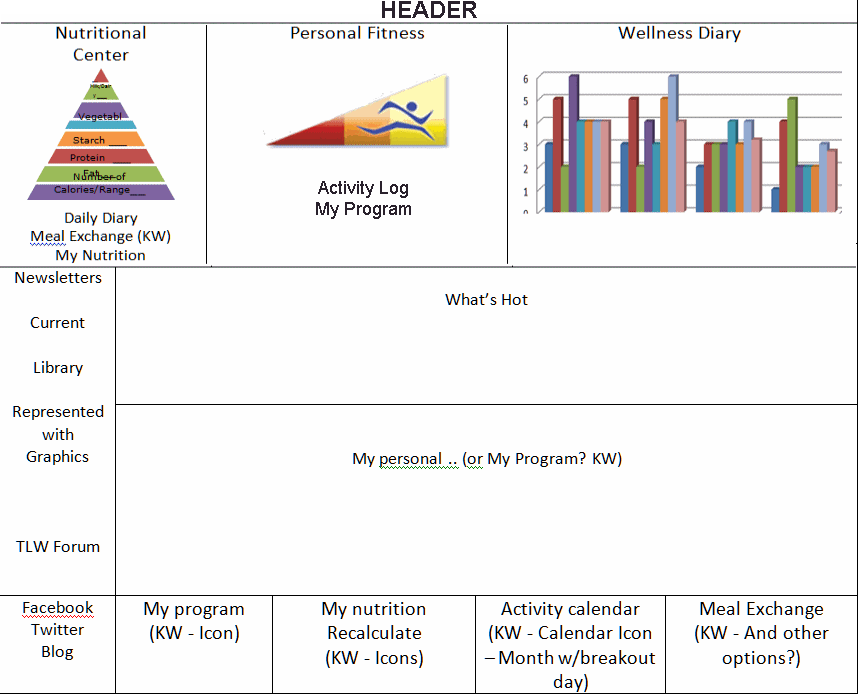 HEADER
Nutritional
Center
Vegetabl
Starch ___
Protein ___
Fat
Number of
Calories/Range__
Daily Diary
Meal Exchange (KW)
My Nutrition
Personal Fitness
Activity Log
My Program
Wellness Diary
6
5
4
3
2
1
0
Newsletters
Current
Library
Represented
with
Graphics
TLW Forum
What's Hot
My personal .. (or My Program? KW)
Facebook
Twitter
Blog
My program
(KW - Icon)
My nutrition
Recalculate
(KW - Icons)
Activity calendar
(KW - Calendar Icon
– Month w/breakout
day)
Meal Exchange
(KW - And other
options?)